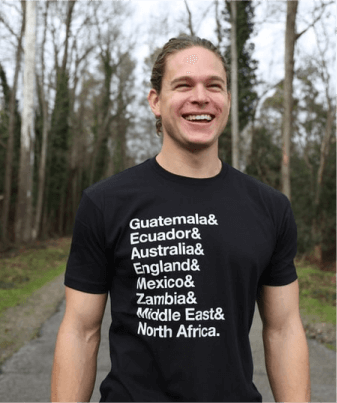 Guatemala&
Ecuador&
Australia&
England&
Mexico&
Zambia&
Middle East&
North Africa.